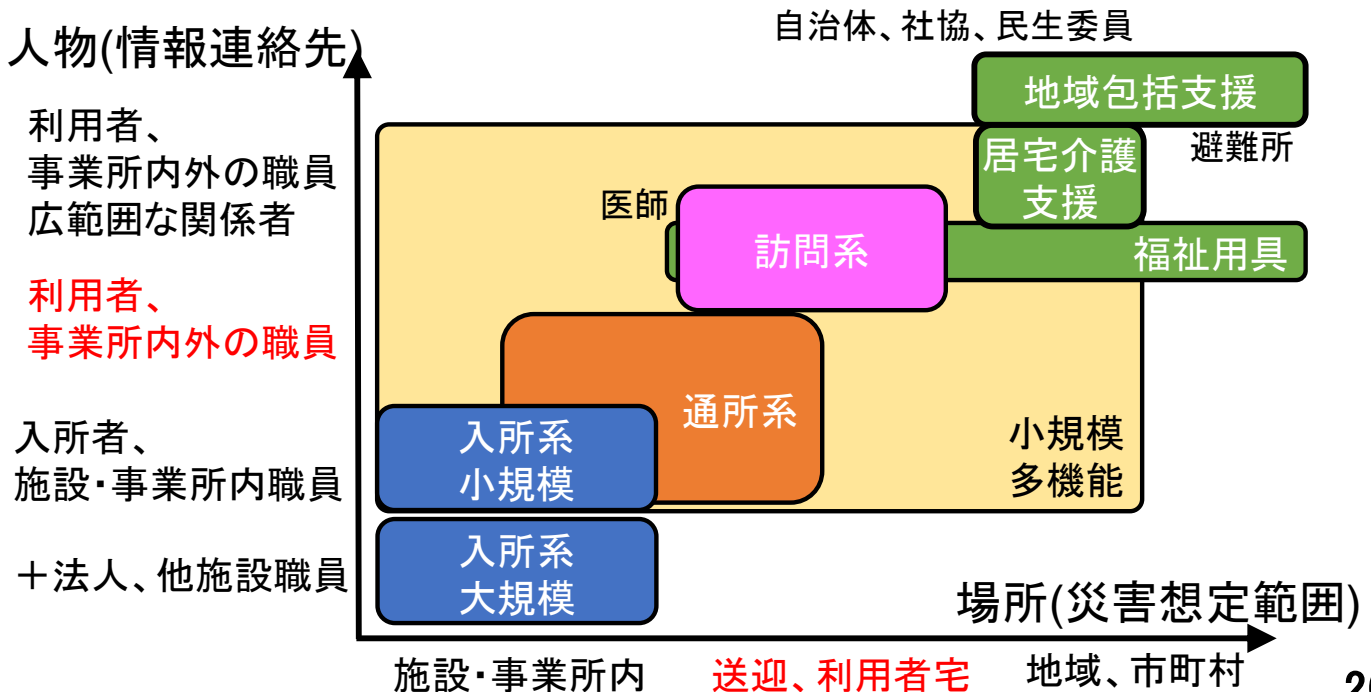 自治体、社協、民生委員
人物(情報連絡先)
地域包括支援
利用者、
事業所内外の職員
広範囲な関係者
避難所
居宅介護
支援
医師
訪問系
福祉用具
利用者、
事業所内外の職員
通所系
入所者、
施設・事業所内職員
入所系
小規模
小規模
多機能
＋法人、他施設職員
入所系
大規模
場所(災害想定範囲)
施設・事業所内
送迎、利用者宅
地域、市町村